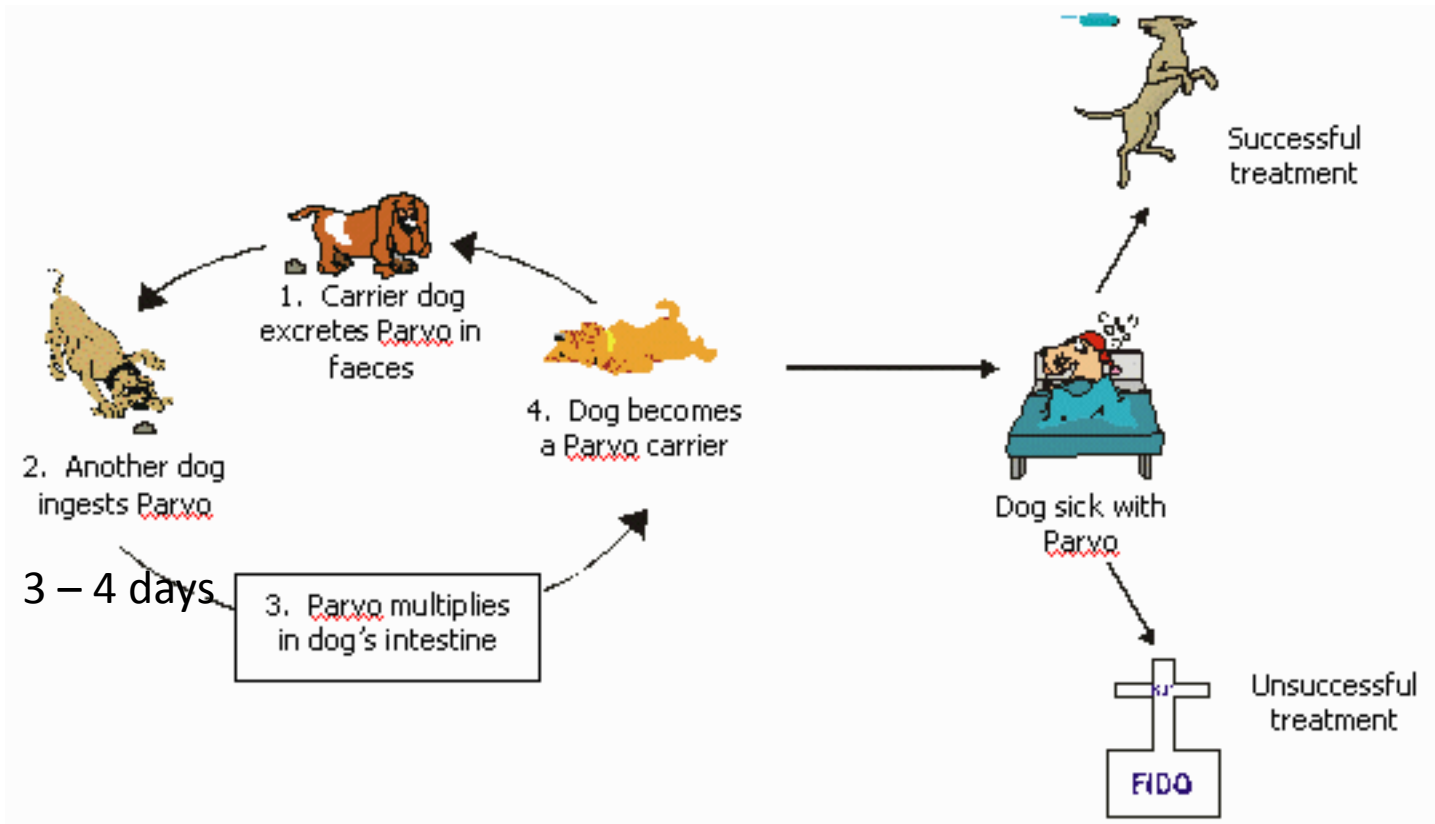 Successful
treatment
1. Carrier dog
excretes Parvo in
faeces
4. Dog becomes
a Parvo carrier
2. Another dog
ingests Parvo
3 – 4 days
3. Parvo multiplies
in dog's intestine
Dog sick with
Parvo
Unsuccessful
treatment
FIDO